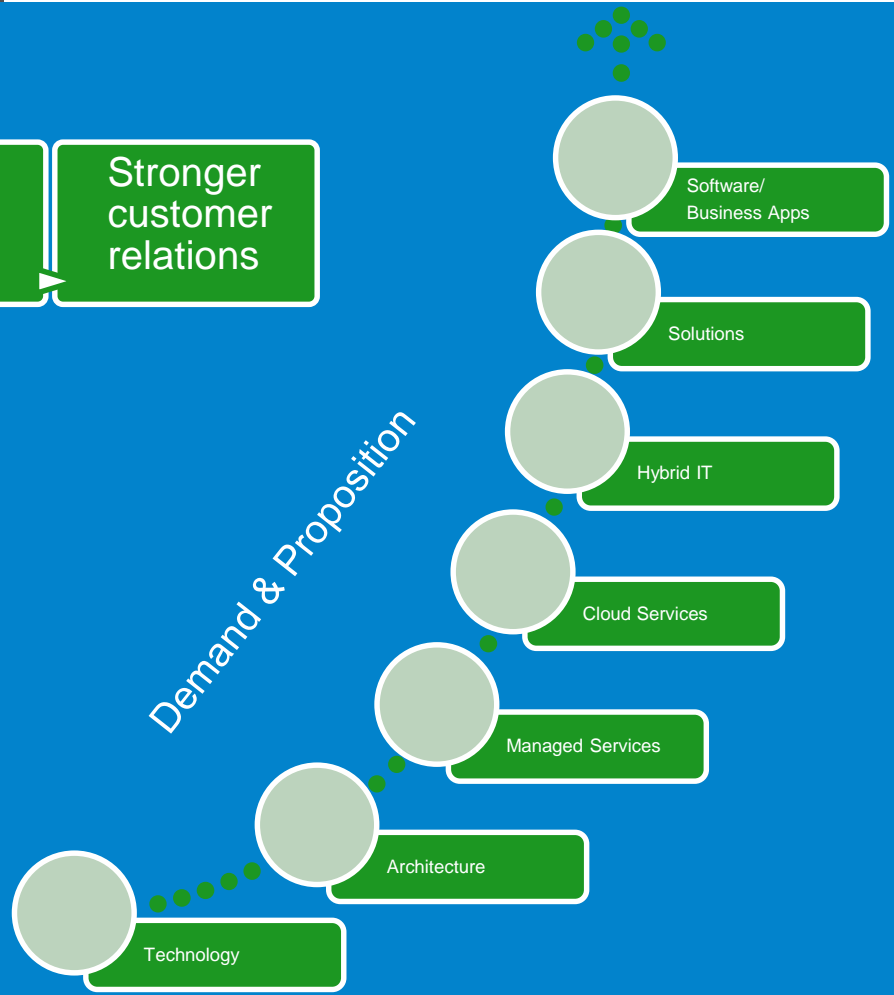 Stronger
customer
relations
Software/
Business Apps
Solutions
Hybrid IT
Demand & Proposition
Cloud Services
Managed Services
Architecture
Technology